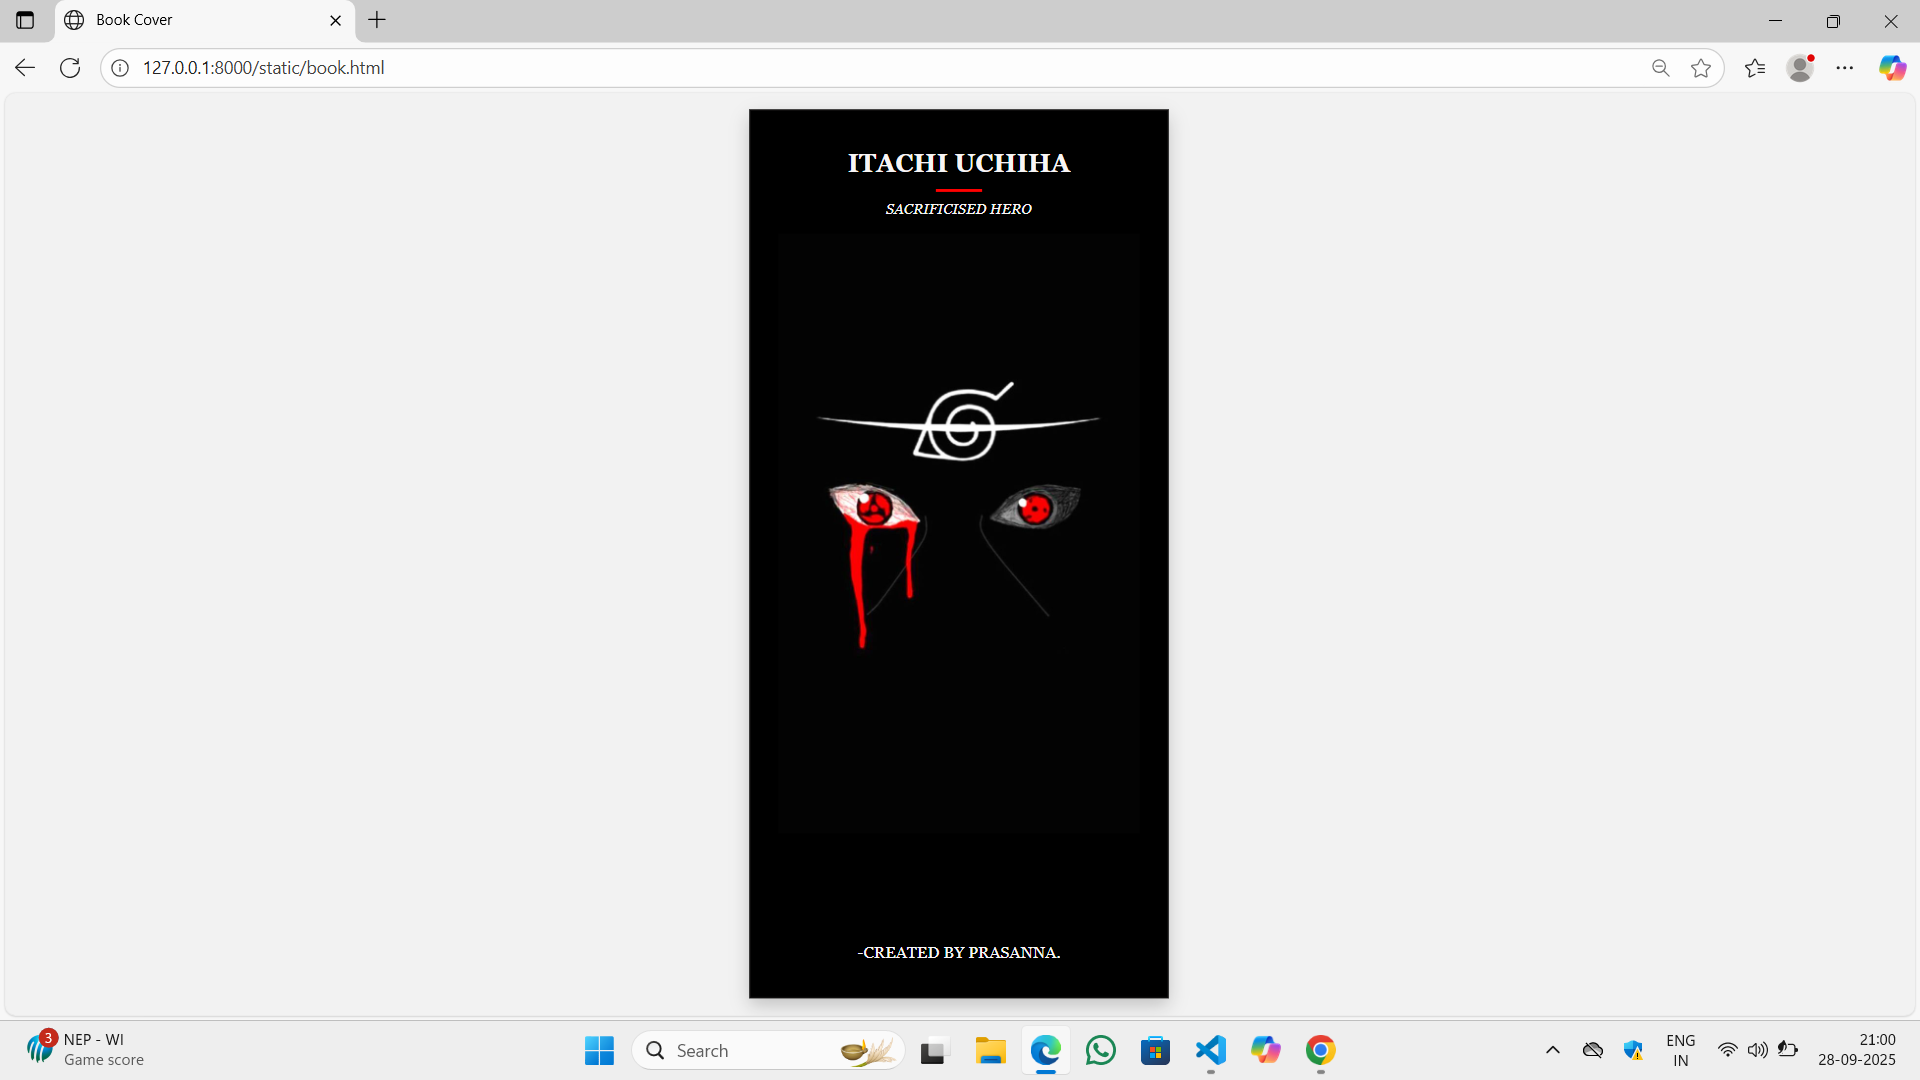 Book Cover
127.0.0.1:8000/static/book.html
ITACHI UCHIHA
SACRIFICISED HERO
-CREATED BY PRASANNA.
3
NEP - WI
Game score
Search
ENG
IN
21:00
28-09-2025